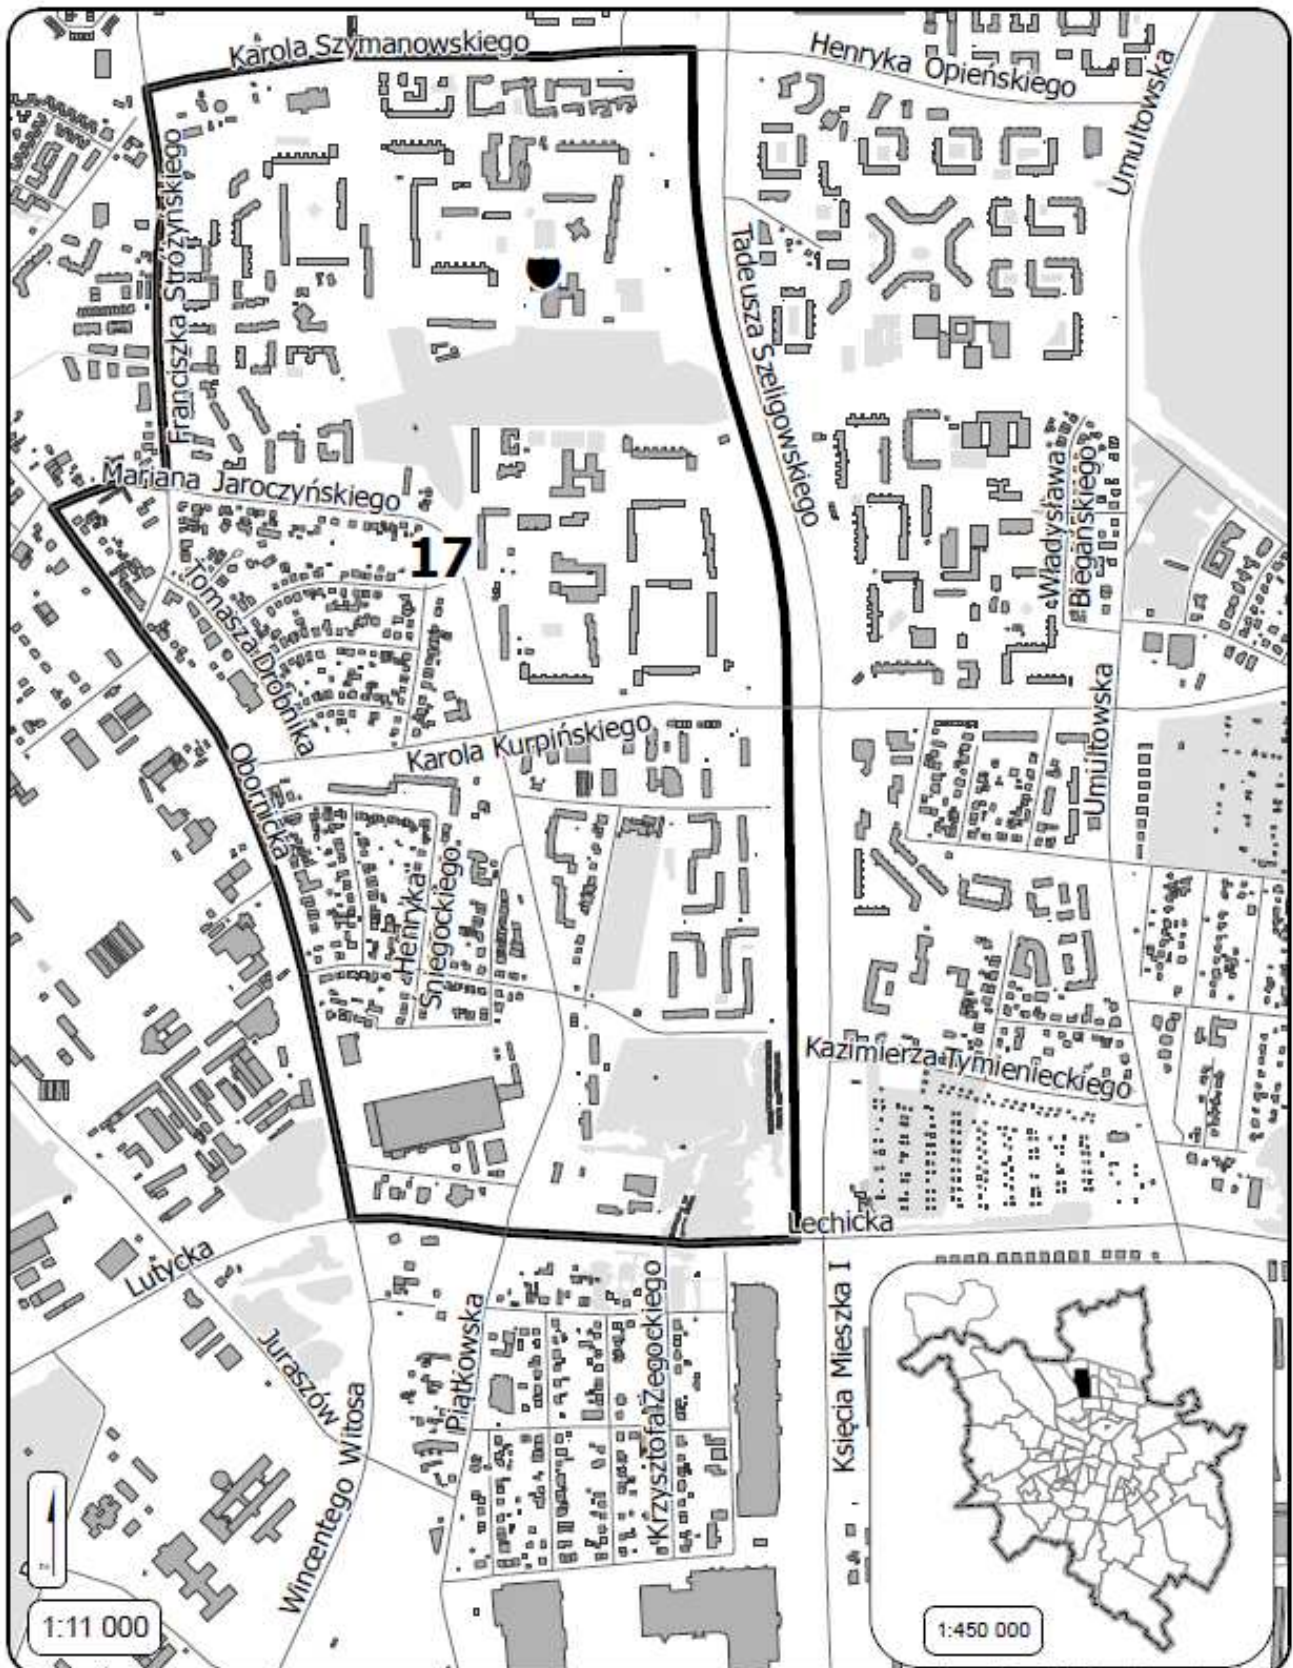 Karola Szymanowskiego
Henryka Opieńskiego
Umultowska
Franciszka Stróżyńskiego
Tadeusza Szeligowskiego
Mariana Jaroczyńskiego
Władysława
Biegańskiego
17
Tomasza Drobnika
Karola Kurpińskiego
Umultowska
Obornicka
Henryka
Śniegockiego
Kazimierza Tymienieckiego
Lechicka
Lutycka
Juraszów
Piątkowska
Krzysztofa Żegockiego
Księcia Mieszka I
Wincentego Witosa
1:11 000
1:450 000